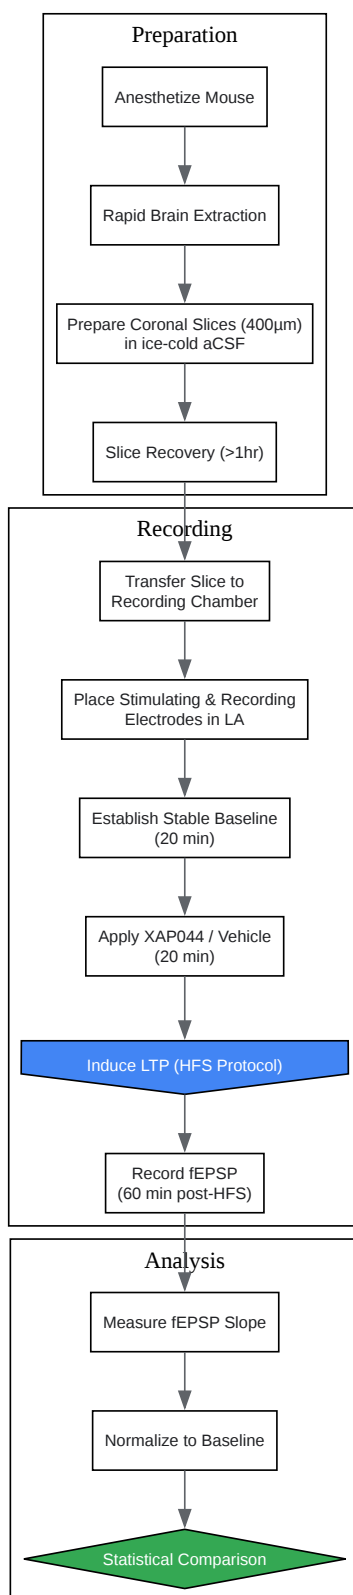 Preparation
Anesthetize Mouse
Rapid Brain Extraction
Prepare Coronal Slices (400µm)
in ice-cold aCSF
Slice Recovery (>1hr)
Recording
Transfer Slice to
Recording Chamber
Place Stimulating & Recording
Electrodes in LA
Establish Stable Baseline
(20 min)
Apply XAP044 / Vehicle
(20 min)
Induce LTP (HFS Protocol)
Record fEPSP
(60 min post-HFS)
Analysis
Measure fEPSP Slope
Normalize to Baseline
Statistical Comparison